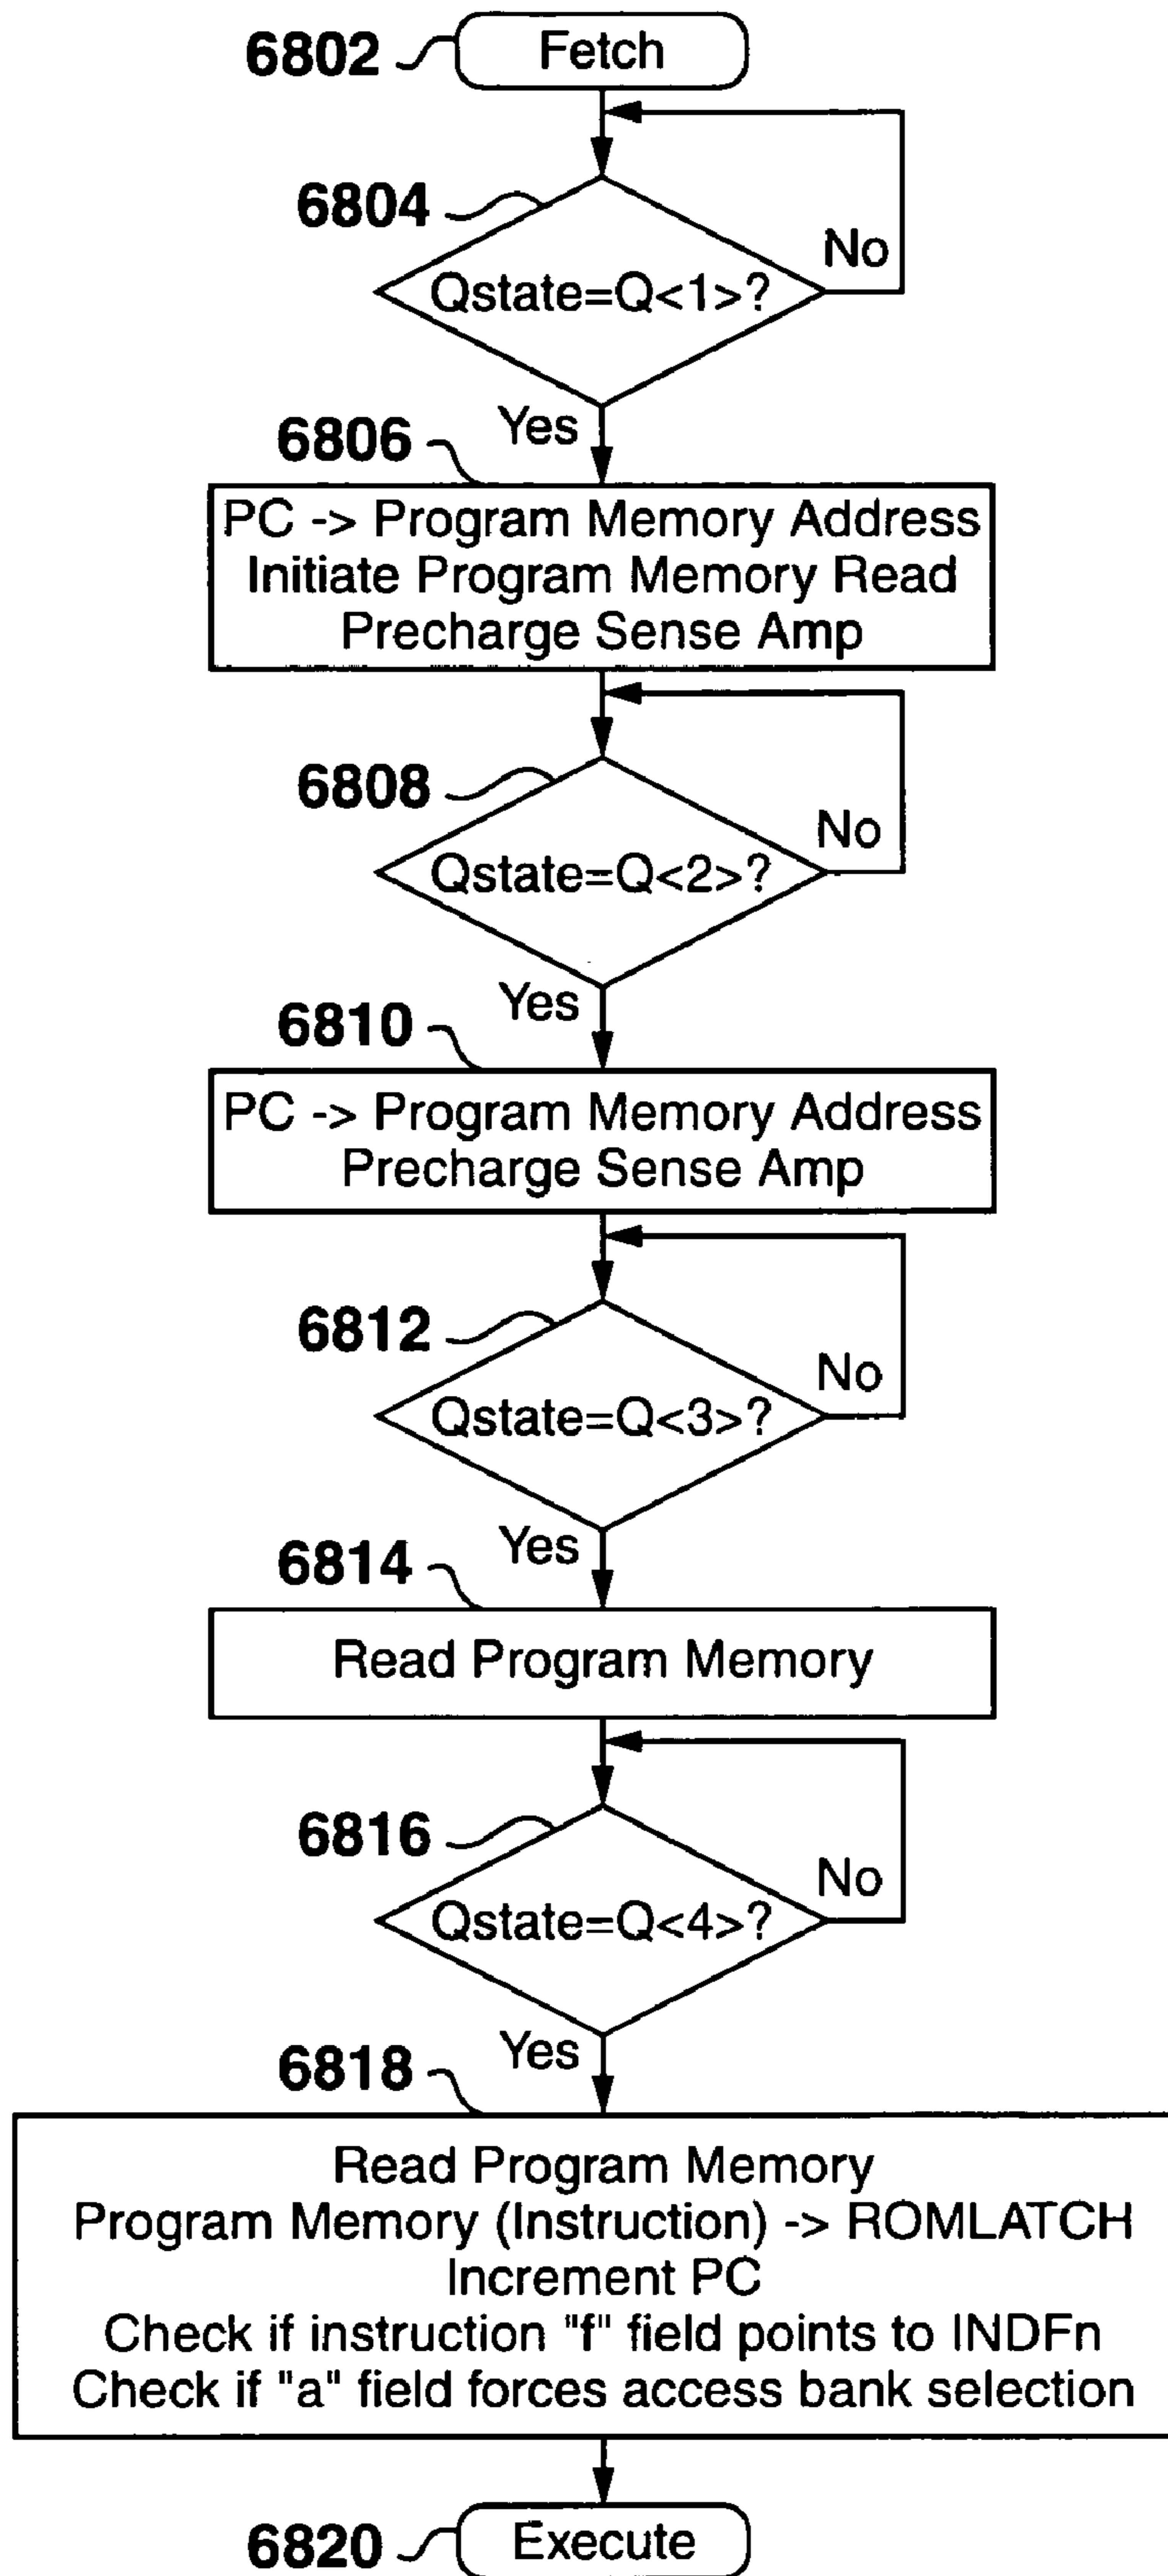 6802 Fetch
6804
Qstate=Q<1>?
No
Yes
6806
PC -> Program Memory Address
Initiate Program Memory Read
Precharge Sense Amp
6808
Qstate=Q<2>?
No
Yes
6810
PC -> Program Memory Address
Precharge Sense Amp
6812
Qstate=Q<3>?
No
Yes
6814
Read Program Memory
6816
Qstate=Q<4>?
No
Yes
6818
Read Program Memory
Program Memory (Instruction) -> ROMLATCH
Increment PC
Check if instruction "f" field points to INDFn
Check if "a" field forces access bank selection
6820 Execute